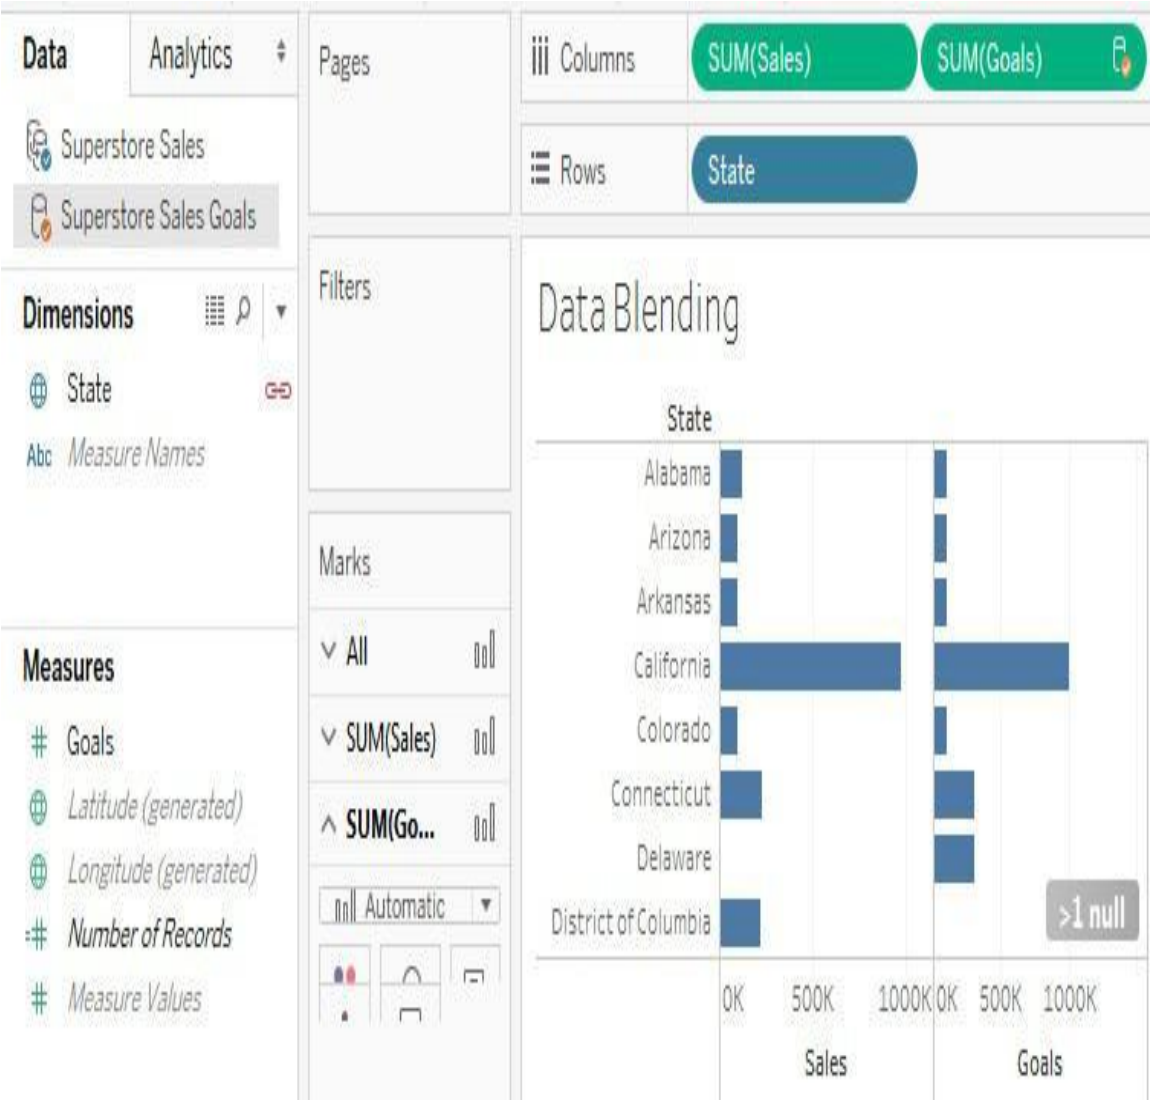 Data
Analytics
Superstore Sales
Superstore Sales Goals
Dimensions
State
Abc Measure Names
Measures
Goals
Latitude (generated)
Longitude (generated)
Number of Records
Measure Values
Pages
Filters
Marks
All
SUM(Sales)
SUM(Go...
Automatic
Columns SUM(Sales) SUM(Goals)
Rows State
Data Blending
State
Alabama
Arizona
Arkansas
California
Colorado
Connecticut
Delaware
District of Columbia
>1 null
0K 500K 1000K 0K 500K 1000K
Sales Goals